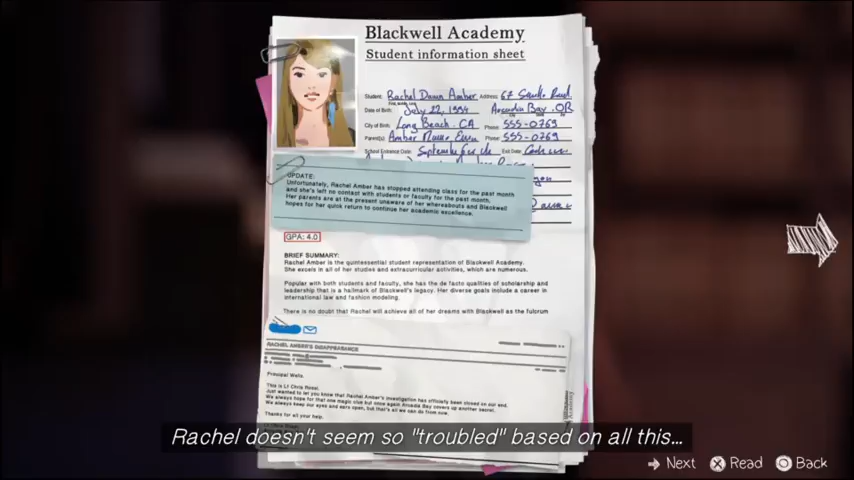 Blackwell Academy
Student information sheet
Student: Rachel Dawn Amber Address:
Date of Birth: July 22, 1994 Arcadia Bay, OR
City of Birth: Long Beach, CA Phone: 555-0769
Parent(s): Amber Phone: 555-0769
School Entrance Date: September Exit Date:
UPDATE:
Unfortunately, Rachel Amber has stopped attending class for the past month
and she's left no contact with students or faculty for the past month.
Her parents are at the present unaware of her whereabouts and Blackwell
hopes for her quick return to continue her academic excellence.
GPA: 4.0
BRIEF SUMMARY:
Rachel Amber is the quintessential student representation of Blackwell Academy.
She excels in all of her studies and extracurricular activities, which are numerous.
Popular with both students and faculty, she has the de facto qualities of scholarship and
leadership that is a hallmark of Blackwell's legacy. Her diverse goals include a career in
international law and fashion modeling.
There is no doubt that Rachel will achieve all of her dreams with Blackwell as the fulcrum
RACHEL AMBER'S DISAPPEARANCE
Principal Wells,
This is Lt Chris Rossi.
Just wanted to let you know that Rachel Amber's investigation has officially been closed on our end.
We always hope for that one magic clue but once again Arcadia Bay covers up another secret.
We always keep our eyes and ears open, but that's all we can do from now.
Thanks for all your help.
Rachel doesn't seem so "troubled" based on all this...
Next Read Back